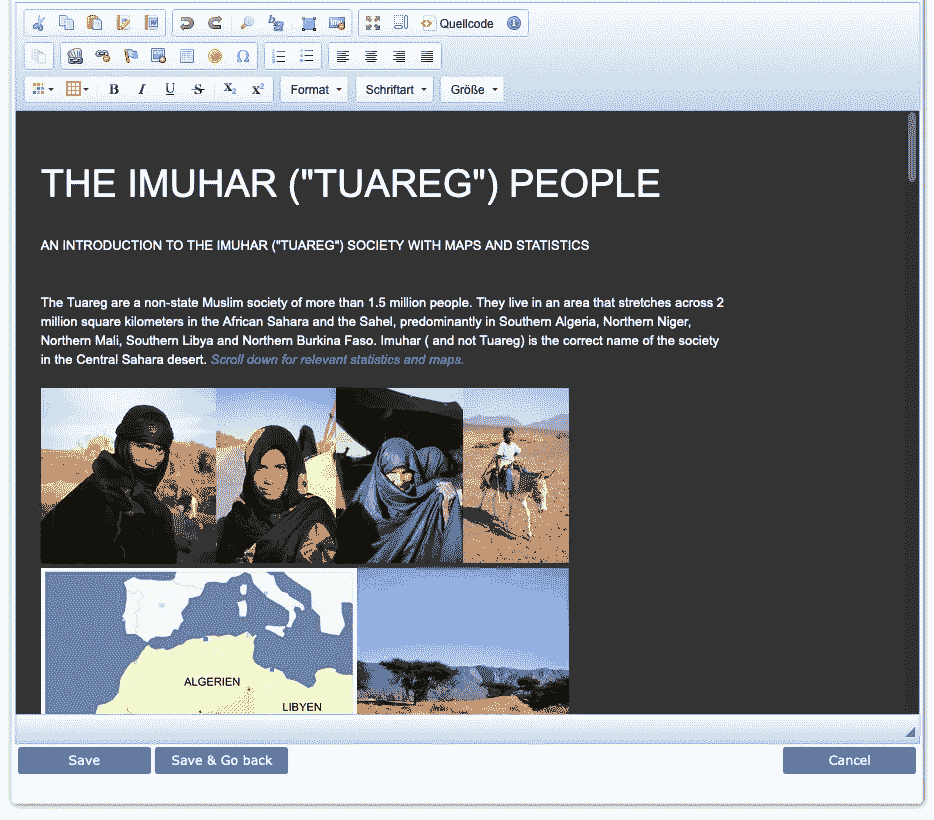 Quellcode
B I U S X₂ X²
Format Schriftart Größe
THE IMUHAR ("TUAREG") PEOPLE
AN INTRODUCTION TO THE IMUHAR ("TUAREG") SOCIETY WITH MAPS AND STATISTICS
The Tuareg are a non-state Muslim society of more than 1.5 million people. They live in an area that stretches across 2
million square kilometers in the African Sahara and the Sahel, predominantly in Southern Algeria, Northern Niger,
Northern Mali, Southern Libya and Northern Burkina Faso. Imuhar ( and not Tuareg) is the correct name of the society
in the Central Sahara desert. Scroll down for relevant statistics and maps.
ALGERIEN
LIBYEN
Save Save & Go back Cancel